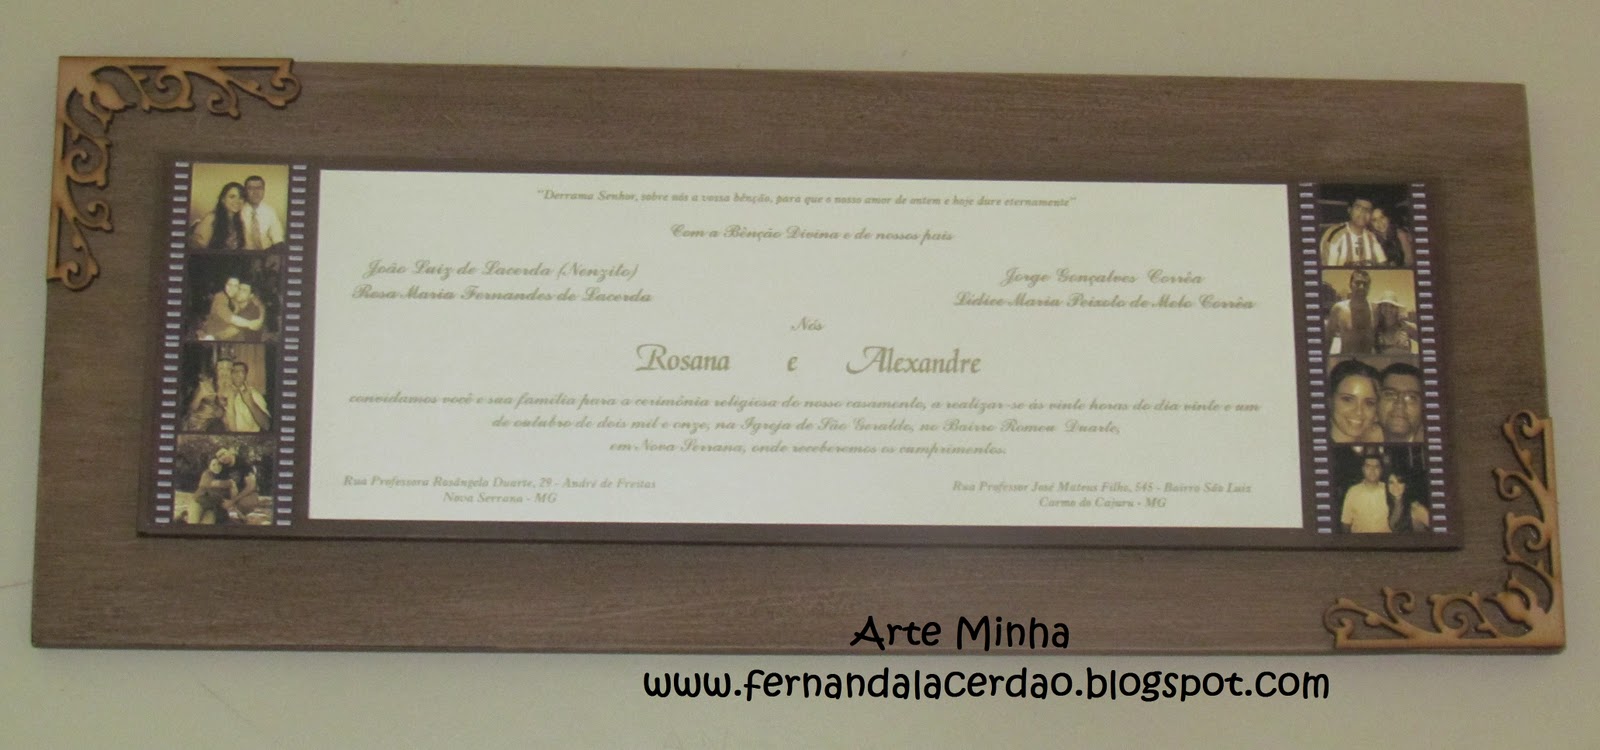 "Derrama Senhor, sobre nós a vossa bênção, para que o nosso amor de ontem e hoje dure eternamente"
Com a Bênção Divina e de nossos pais
João Luiz de Lacerda (Nenzito)
Rosa Maria Fernandes de Lacerda
Jorge Gonçalves Corrêa
Lídice Maria Peixoto de Melo Corrêa
Nós
Rosana e Alexandre
convidamos você e sua família para a cerimônia religiosa do nosso casamento, a realizar-se às vinte horas do dia vinte e um
de outubro de dois mil e onze, na Igreja de São Geraldo, no Bairro Romeu Duarte,
em Nova Serrana, onde receberemos os cumprimentos.
Rua Professora Rosângela Duarte, 29 - André de Freitas
Nova Serrana - MG
Rua Professor José Mateus Filho, 545 - Bairro São Luiz
Carmo do Cajuru - MG
Arte Minha
www.fernandalacerdao.blogspot.com